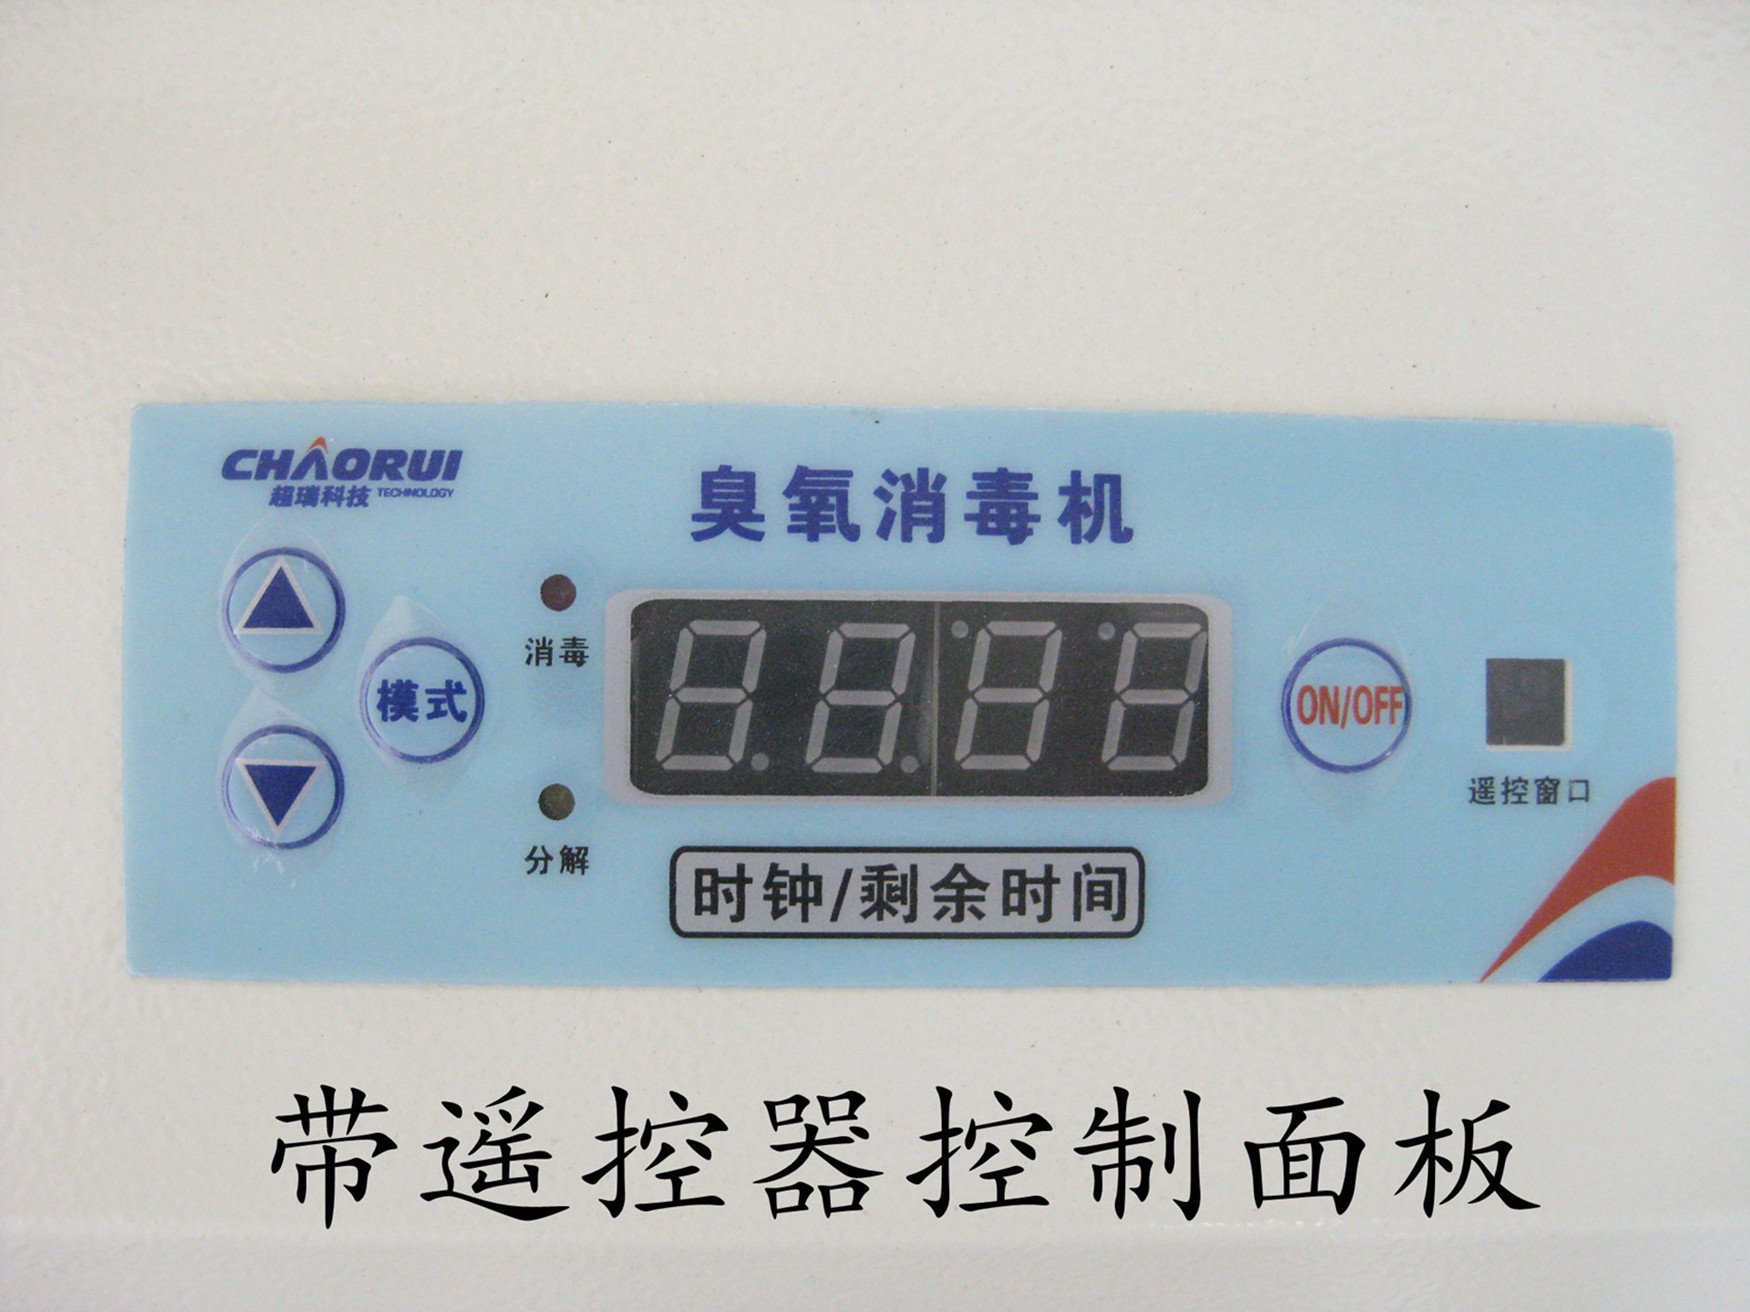 CHAORUI
超瑞科技 TECHNOLOGY
臭氧消毒机
消毒
模式
ON/OFF
遥控窗口
分解
时钟/剩余时间
带遥控器控制面板